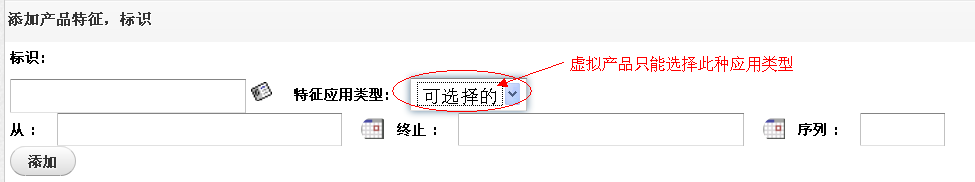 添加产品特征，标识
标识：
虚拟产品只能选择此种应用类型
特征应用类型： 可选择的
从： 终止： 序列：
添加